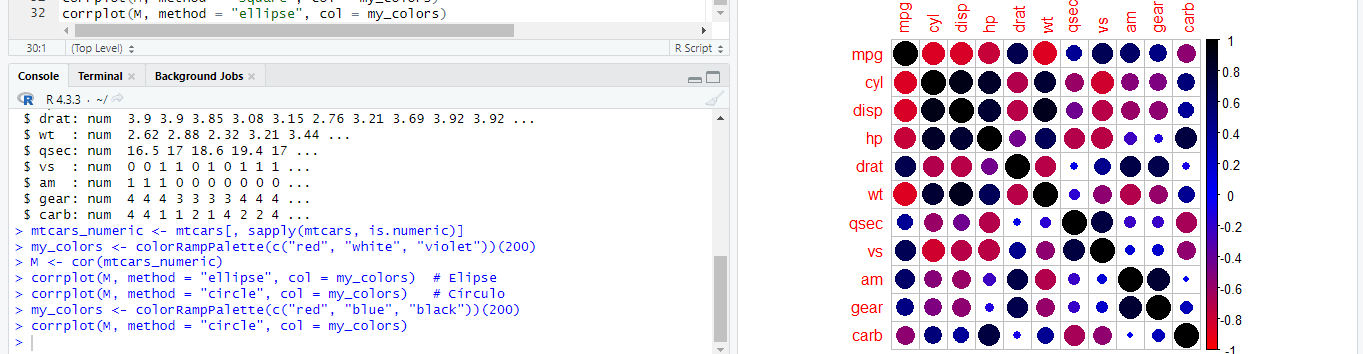 corrplot(M, method = "square", col = my_colors)
32 corrplot(M, method = "ellipse", col = my_colors)
30:1 (Top Level) R Script
Console Terminal Background Jobs
R 4.3.3 · ~/
$ drat: num 3.9 3.9 3.85 3.08 3.15 2.76 3.21 3.69 3.92 3.92 ...
$ wt : num 2.62 2.88 2.32 3.21 3.44 ...
$ qsec: num 16.5 17 18.6 19.4 17 ...
$ vs : num 0 0 1 1 0 1 0 1 1 1 ...
$ am : num 1 1 1 0 0 0 0 0 0 0 ...
$ gear: num 4 4 4 3 3 3 3 4 4 4 ...
$ carb: num 4 4 1 1 2 1 4 2 2 4 ...
> mtcars_numeric <- mtcars[, sapply(mtcars, is.numeric)]
> my_colors <- colorRampPalette(c("red", "white", "violet"))(200)
> M <- cor(mtcars_numeric)
> corrplot(M, method = "ellipse", col = my_colors) # Elipse
> corrplot(M, method = "circle", col = my_colors) # Círculo
> my_colors <- colorRampPalette(c("red", "blue", "black"))(200)
> corrplot(M, method = "circle", col = my_colors)
>
mpg cyl disp hp drat wt qsec vs am gear carb
mpg
cyl
disp
hp
drat
wt
qsec
vs
am
gear
carb
1
0.8
0.6
0.4
0.2
0
-0.2
-0.4
-0.6
-0.8
-1